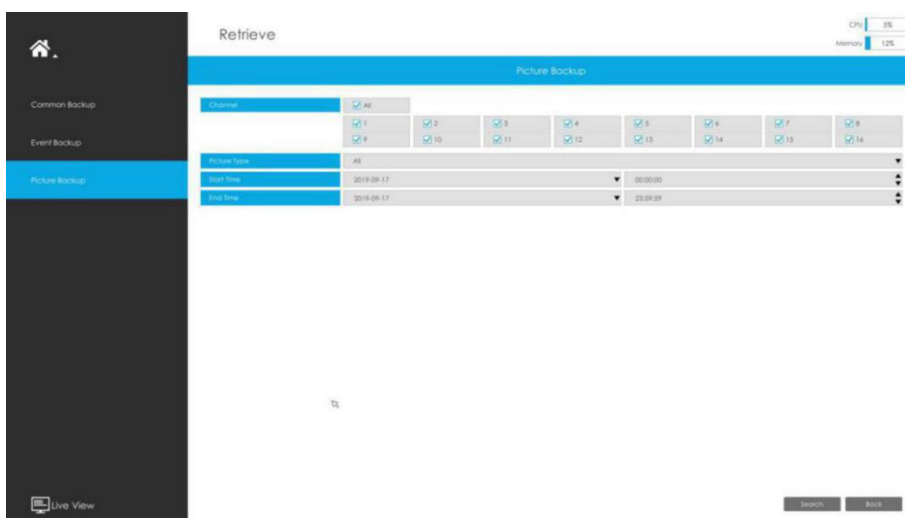 Retrieve
CPU 5%
Memory 12%
Picture Backup
Common Backup
Event Backup
Picture Backup
Channel All
1 2 3 4 5 6 7 8
9 10 11 12 13 14 15 16
Picture Type All
Start Time 2019-09-17 00:00:00
End Time 2019-09-17 23:59:59
Live View
Search Back